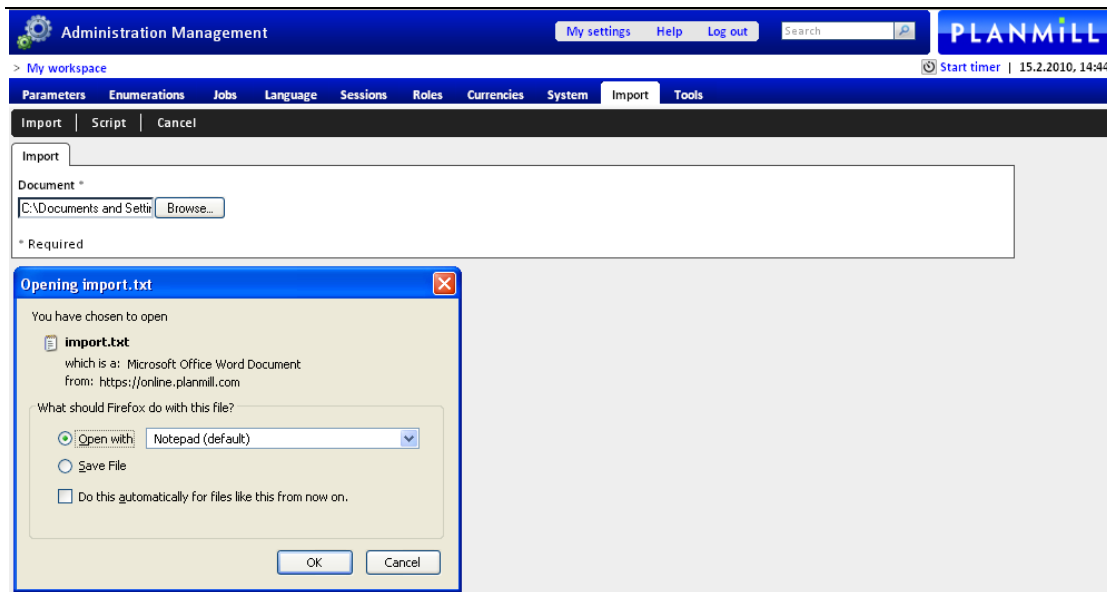 Administration Management My settings Help Log out Search PLANMiLL
> My workspace Start timer | 15.2.2010, 14:44
Parameters Enumerations Jobs Language Sessions Roles Currencies System Import Tools
Import | Script | Cancel
Import
Document *
C:\Documents and Settin Browse...
* Required
Opening import.txt
You have chosen to open
import.txt
which is a: Microsoft Office Word Document
from: https://online.planmill.com
What should Firefox do with this file?
Open with Notepad (default)
Save File
Do this automatically for files like this from now on.
OK Cancel